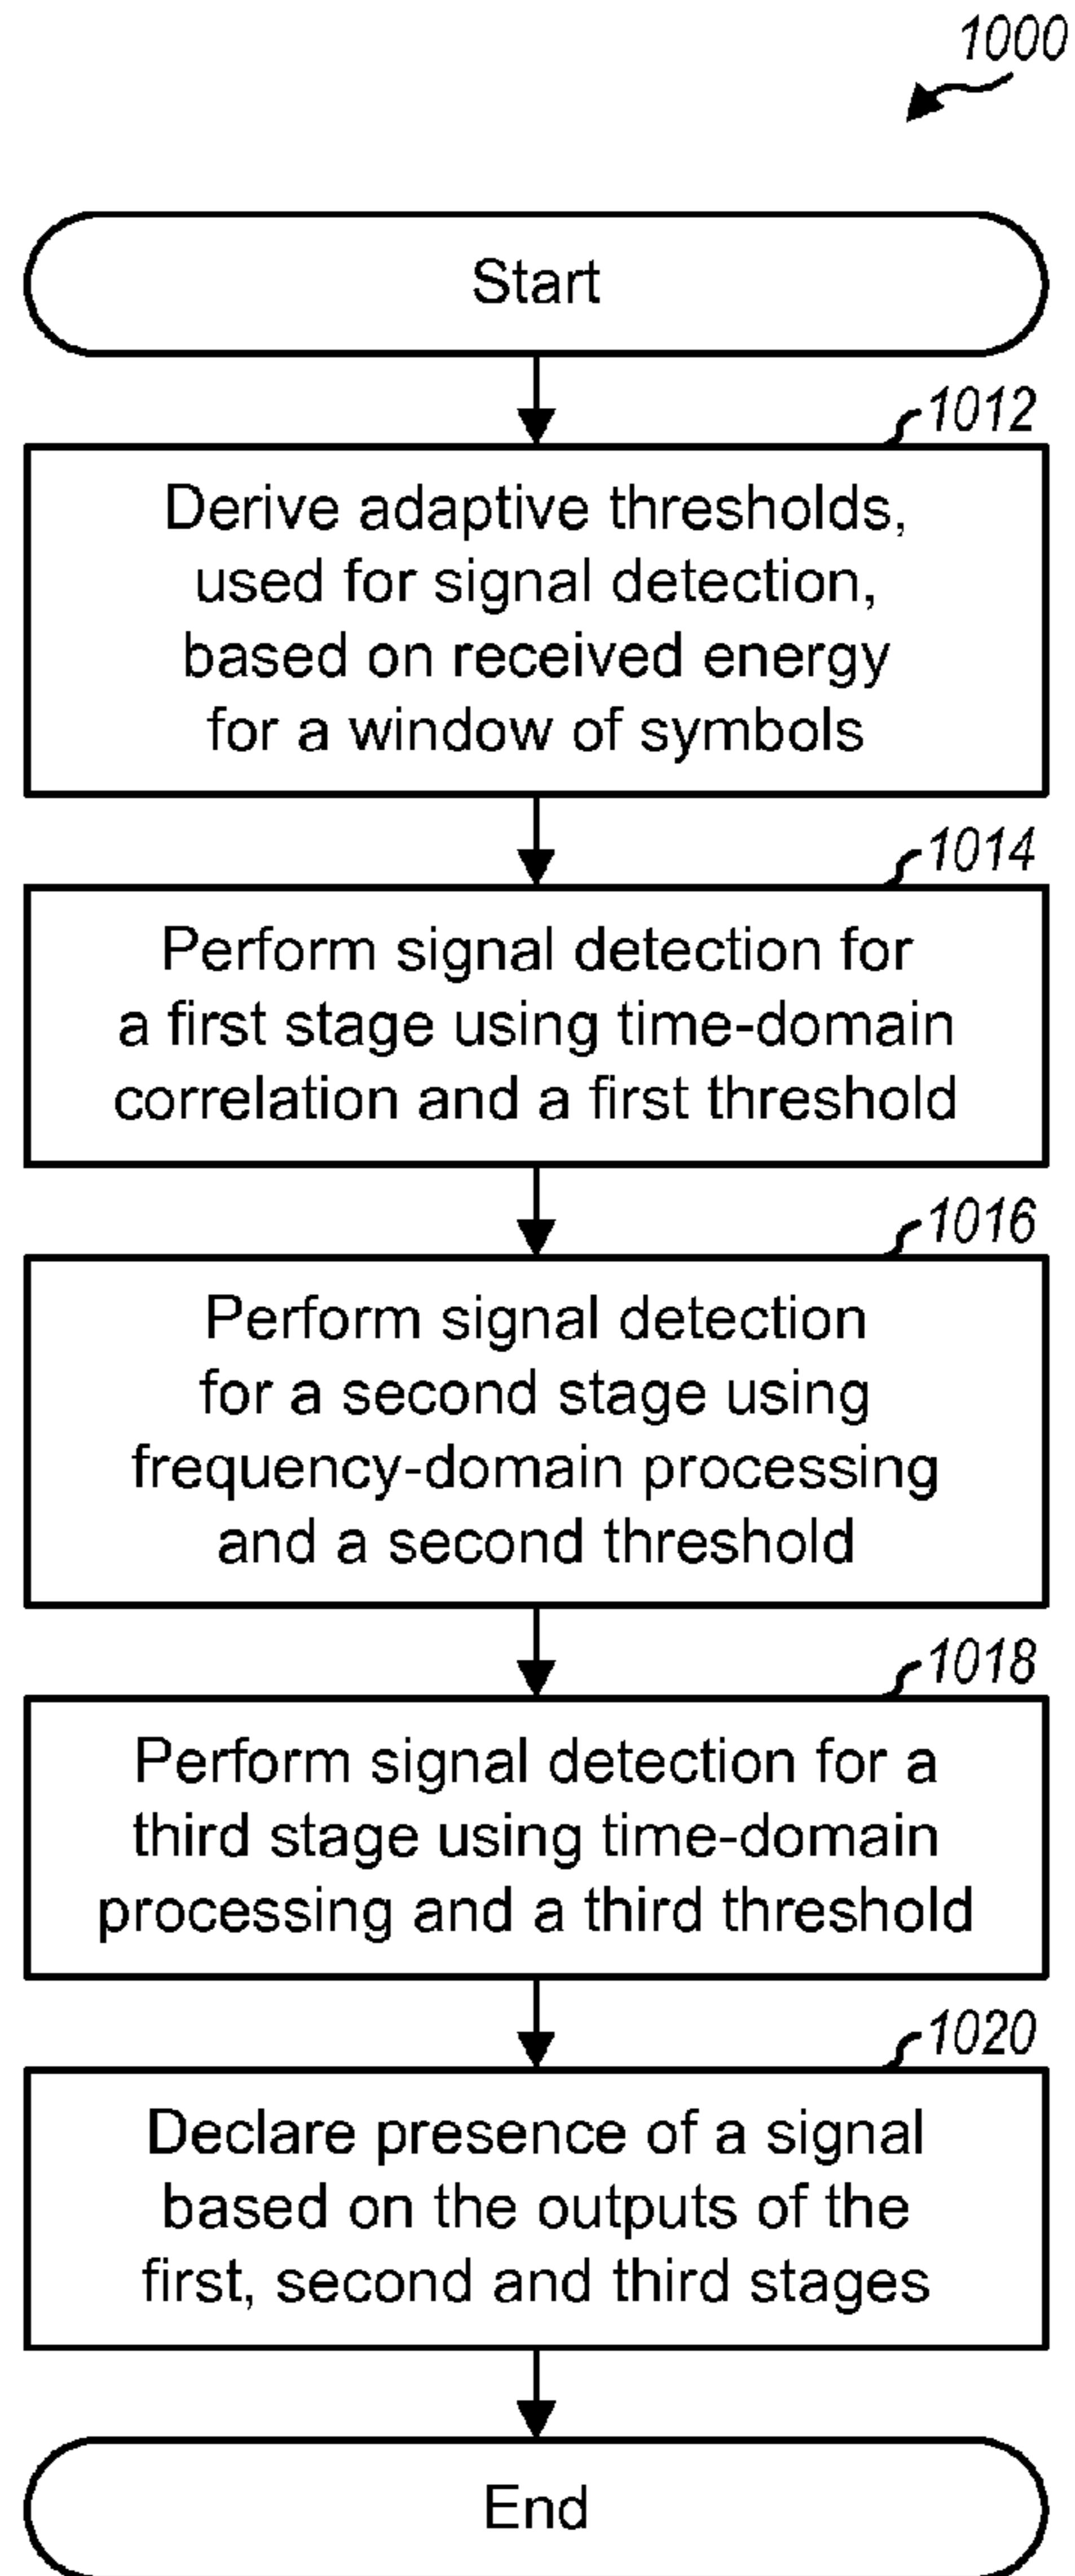 1000
Start
1012
Derive adaptive thresholds,
used for signal detection,
based on received energy
for a window of symbols
1014
Perform signal detection for
a first stage using time-domain
correlation and a first threshold
1016
Perform signal detection
for a second stage using
frequency-domain processing
and a second threshold
1018
Perform signal detection for a
third stage using time-domain
processing and a third threshold
1020
Declare presence of a signal
based on the outputs of the
first, second and third stages
End